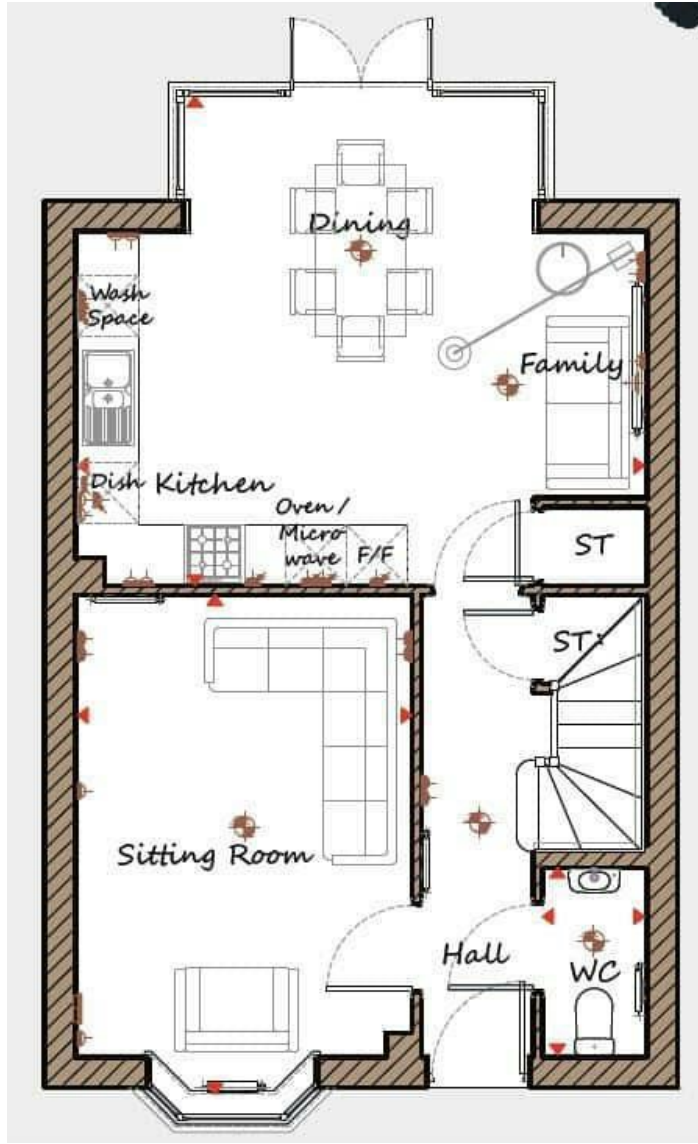 Dining
Wash
Space
Family
Dish
Kitchen
Oven /
Micro
wave
F/F
ST
ST
Sitting Room
Hall
WC